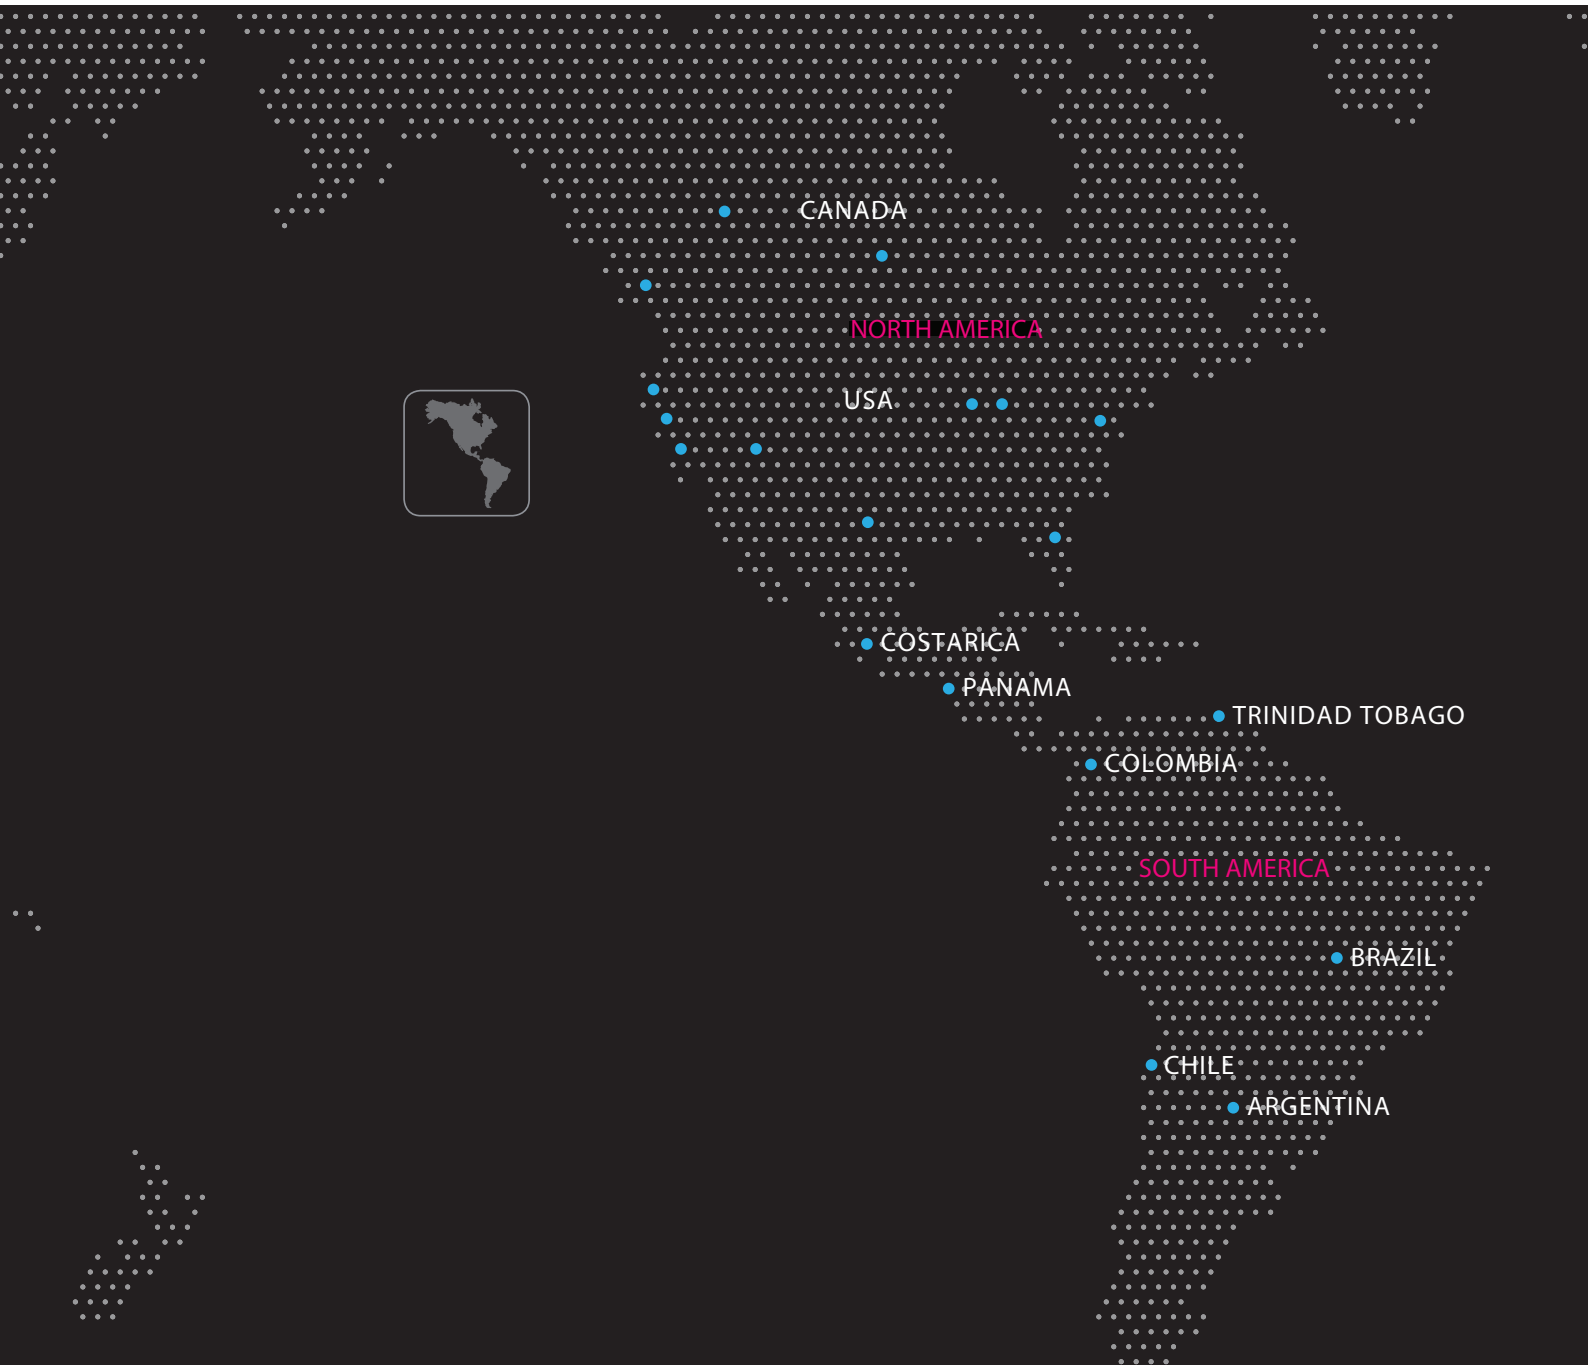 CANADA
NORTH AMERICA
USA
COSTARICA
PANAMA
TRINIDAD TOBAGO
COLOMBIA
SOUTH AMERICA
BRAZIL
CHILE
ARGENTINA